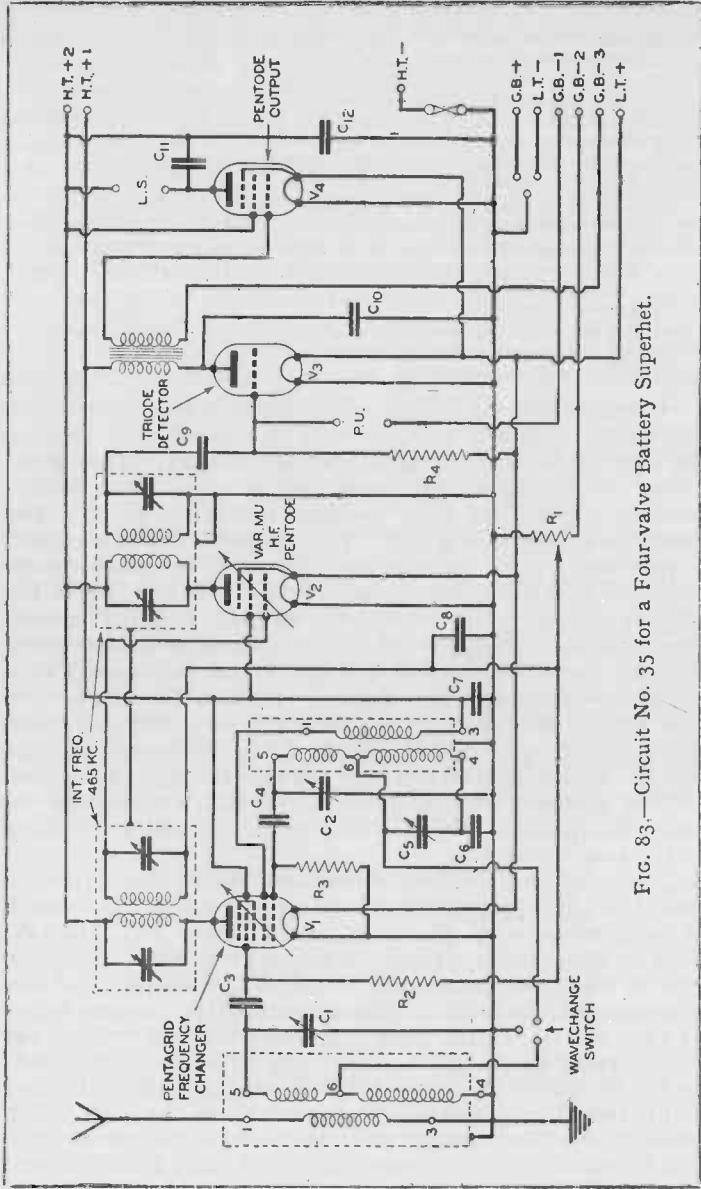 H.T.+2
H.T.+1
PENTODE
OUTPUT
H.T.–
G.B.+
L.T.–
G.B.–1
G.B.–2
G.B.–3
L.T.+
C11
C12
L.S.
V4
C10
TRIODE
DETECTOR
V3
C9
P.U.
R4
R1
VAR.MU
H.F.
PENTODE
V2
C8
C7
INT. FREQ.
465 KC.
1
3
5
6
4
C4
C2
C5
C6
R3
V1
PENTAGRID
FREQUENCY
CHANGER
C3
C1
R2
WAVECHANGE
SWITCH
5
6
4
1
3
FIG. 83.—Circuit No. 35 for a Four-valve Battery Superhet.